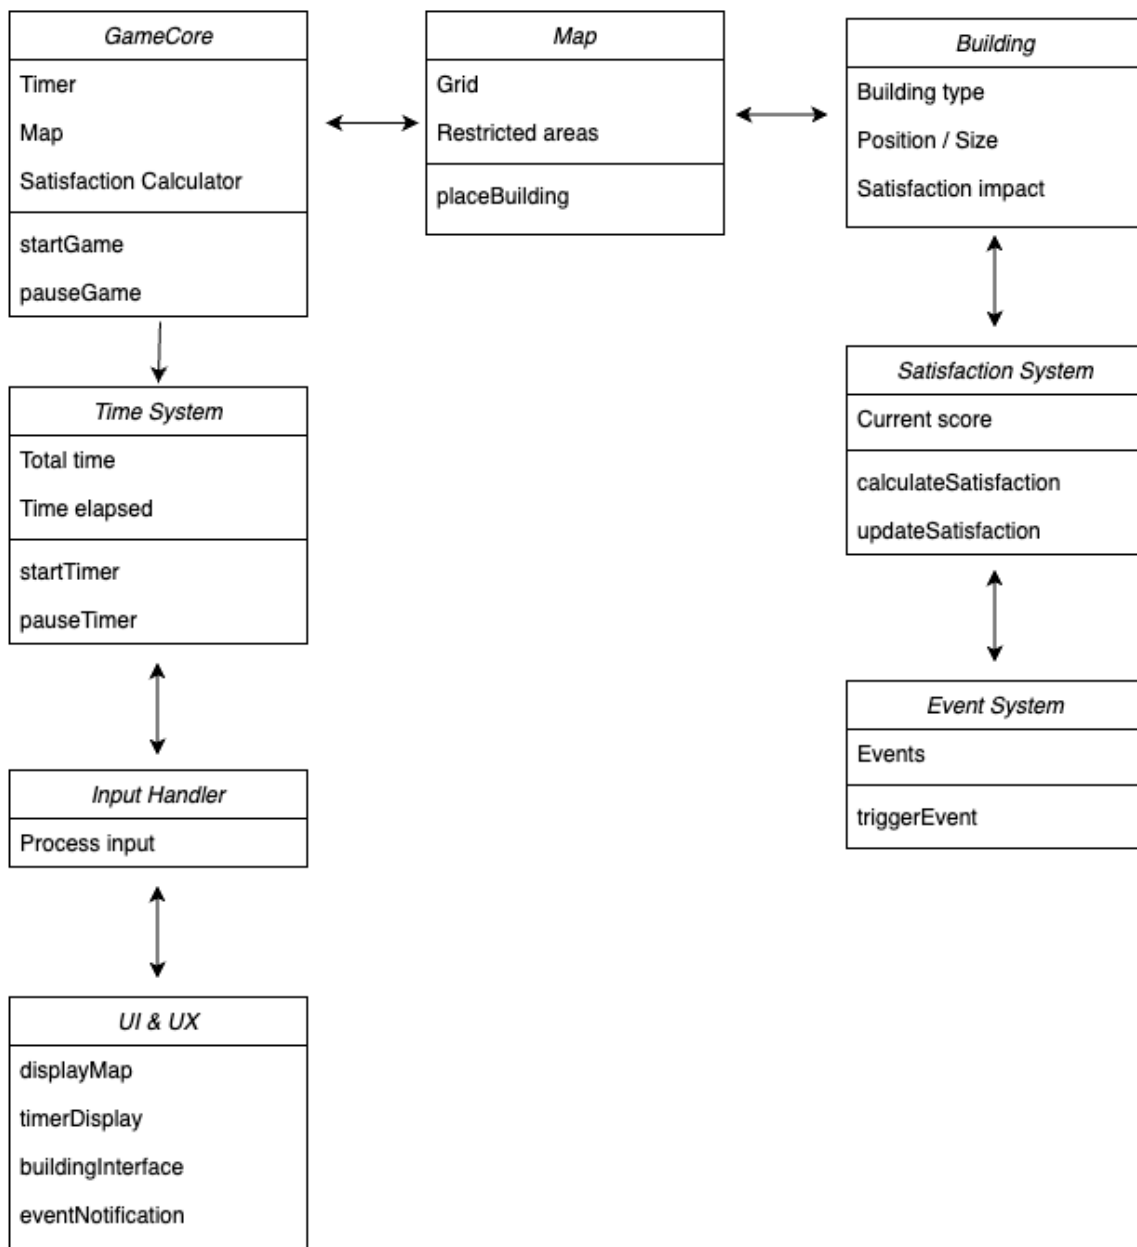 GameCore
Timer
Map
Satisfaction Calculator
startGame
pauseGame
Map
Grid
Restricted areas
placeBuilding
Building
Building type
Position / Size
Satisfaction impact
Time System
Total time
Time elapsed
startTimer
pauseTimer
Satisfaction System
Current score
calculateSatisfaction
updateSatisfaction
Input Handler
Process input
Event System
Events
triggerEvent
UI & UX
displayMap
timerDisplay
buildingInterface
eventNotification